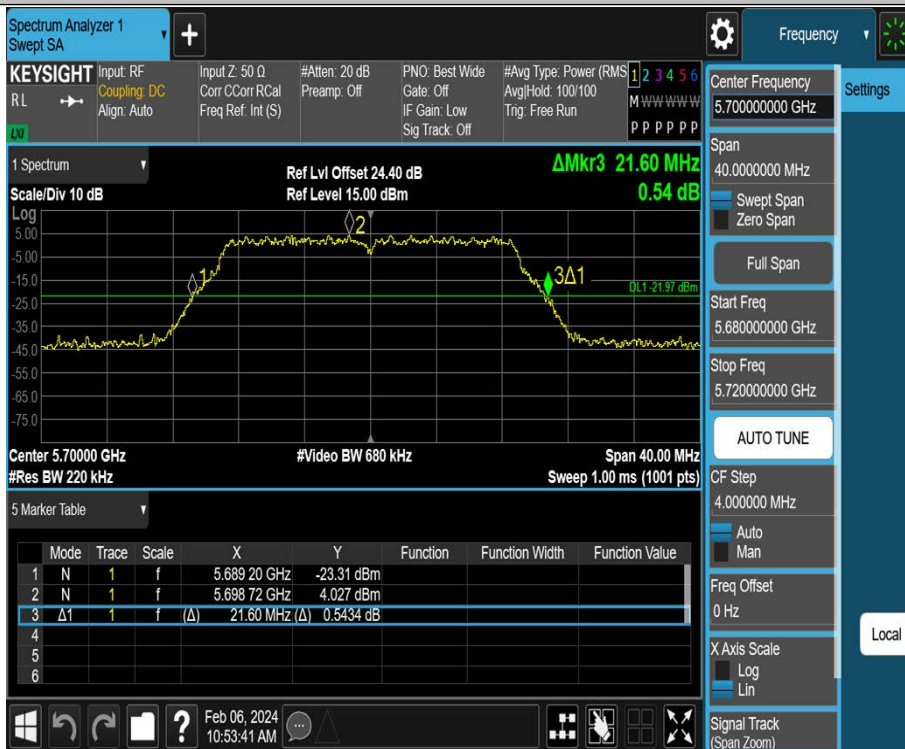 Spectrum Analyzer 1
Swept SA
+
Frequency
KEYSIGHT
RL
LXI
Input: RF
Coupling: DC
Align: Auto
Input Z: 50 Ω
Corr CCorr RCal
Freq Ref: Int (S)
#Atten: 20 dB
Preamp: Off
PNO: Best Wide
Gate: Off
IF Gain: Low
Sig Track: Off
#Avg Type: Power (RMS
Avg|Hold: 100/100
Trig: Free Run
1 2 3 4 5 6
M W W W W W
P P P P P P
Center Frequency
5.700000000 GHz
Settings
Span
40.0000000 MHz
Swept Span
Zero Span
Full Span
Start Freq
5.680000000 GHz
Stop Freq
5.720000000 GHz
AUTO TUNE
CF Step
4.000000 MHz
Auto
Man
Freq Offset
0 Hz
X Axis Scale
Log
Lin
Local
Signal Track
(Span Zoom)
1 Spectrum
Scale/Div 10 dB
Ref Lvl Offset 24.40 dB
Ref Level 15.00 dBm
ΔMkr3 21.60 MHz
0.54 dB
Log
5.00
-5.00
-15.0
-25.0
-35.0
-45.0
-55.0
-65.0
-75.0
1
2
3Δ1
DL1 -21.97 dBm
Center 5.70000 GHz
#Video BW 680 kHz
Span 40.00 MHz
#Res BW 220 kHz
Sweep 1.00 ms (1001 pts)
5 Marker Table
Mode Trace Scale X Y Function Function Width Function Value
1 N 1 f 5.689 20 GHz -23.31 dBm
2 N 1 f 5.698 72 GHz 4.027 dBm
3 Δ1 1 f (Δ) 21.60 MHz (Δ) 0.5434 dB
4
5
6
?
Feb 06, 2024
10:53:41 AM